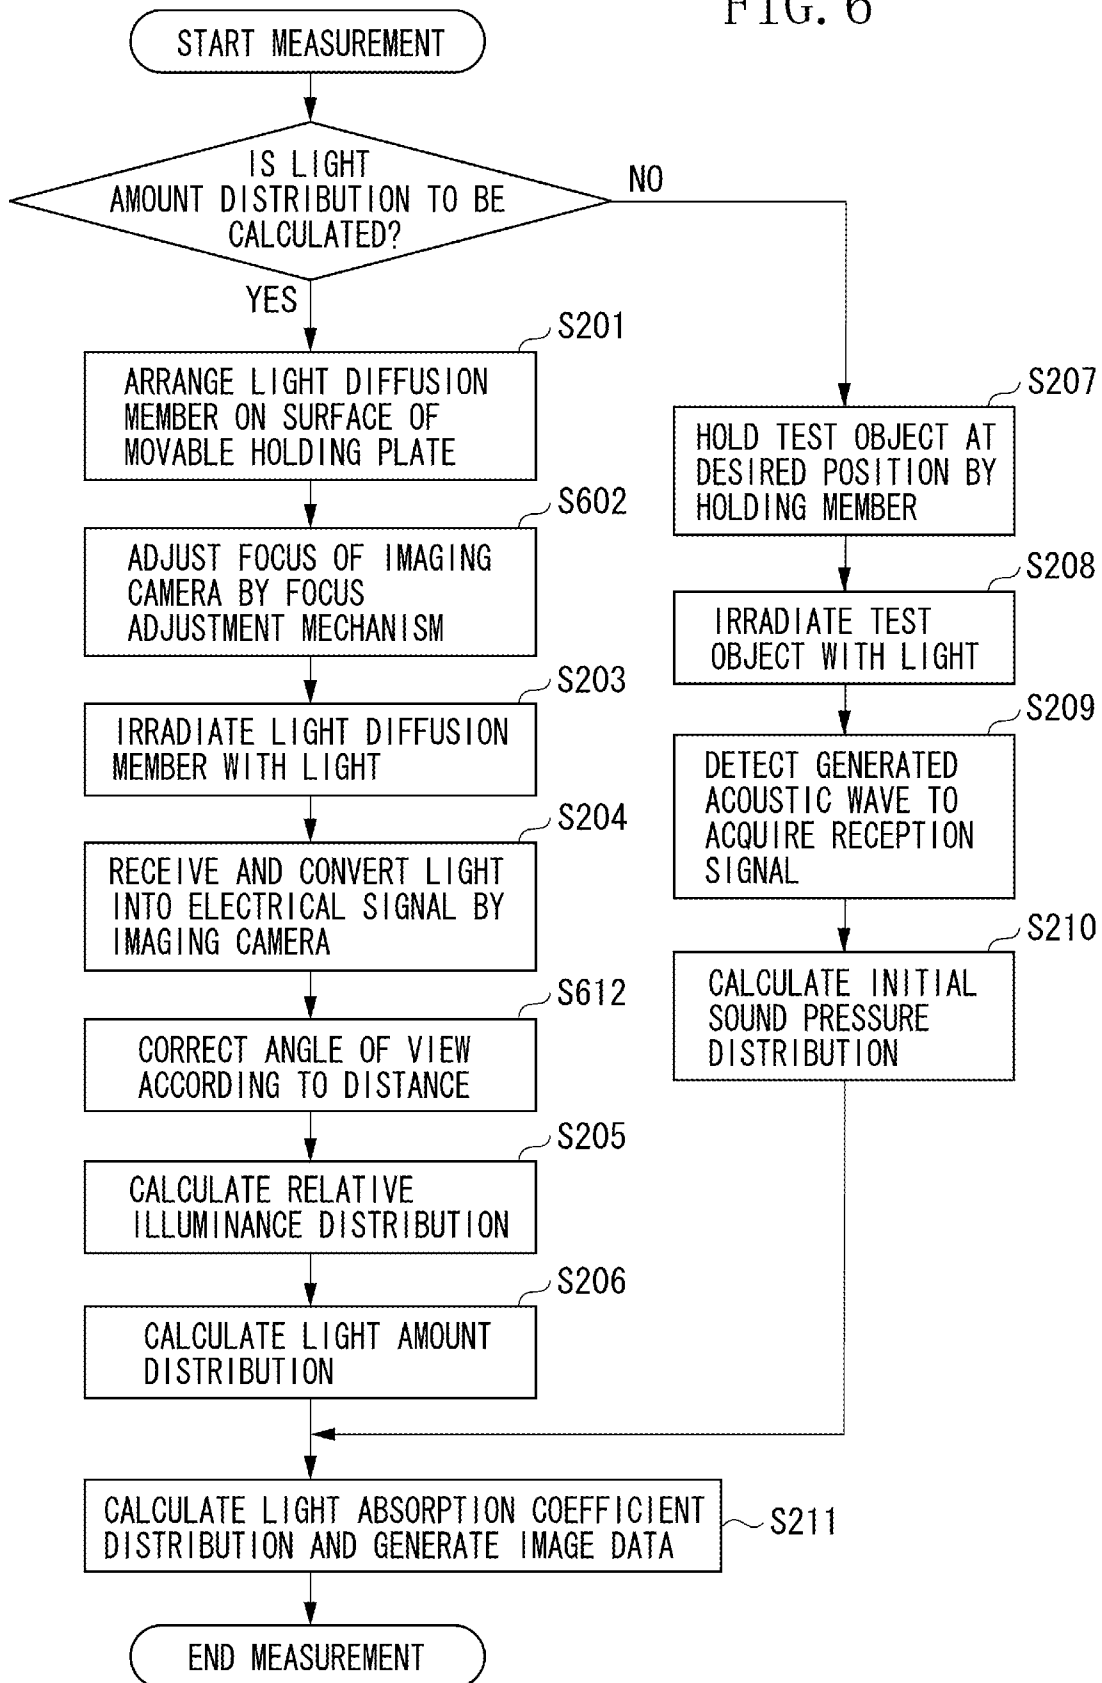 FIG. 6
START MEASUREMENT
IS LIGHT
AMOUNT DISTRIBUTION TO BE
CALCULATED?
NO
YES
S201
ARRANGE LIGHT DIFFUSION
MEMBER ON SURFACE OF
MOVABLE HOLDING PLATE
S602
ADJUST FOCUS OF IMAGING
CAMERA BY FOCUS
ADJUSTMENT MECHANISM
S203
IRRADIATE LIGHT DIFFUSION
MEMBER WITH LIGHT
S204
RECEIVE AND CONVERT LIGHT
INTO ELECTRICAL SIGNAL BY
IMAGING CAMERA
S612
CORRECT ANGLE OF VIEW
ACCORDING TO DISTANCE
S205
CALCULATE RELATIVE
ILLUMINANCE DISTRIBUTION
S206
CALCULATE LIGHT AMOUNT
DISTRIBUTION
S207
HOLD TEST OBJECT AT
DESIRED POSITION BY
HOLDING MEMBER
S208
IRRADIATE TEST
OBJECT WITH LIGHT
S209
DETECT GENERATED
ACOUSTIC WAVE TO
ACQUIRE RECEPTION
SIGNAL
S210
CALCULATE INITIAL
SOUND PRESSURE
DISTRIBUTION
CALCULATE LIGHT ABSORPTION COEFFICIENT
DISTRIBUTION AND GENERATE IMAGE DATA
S211
END MEASUREMENT